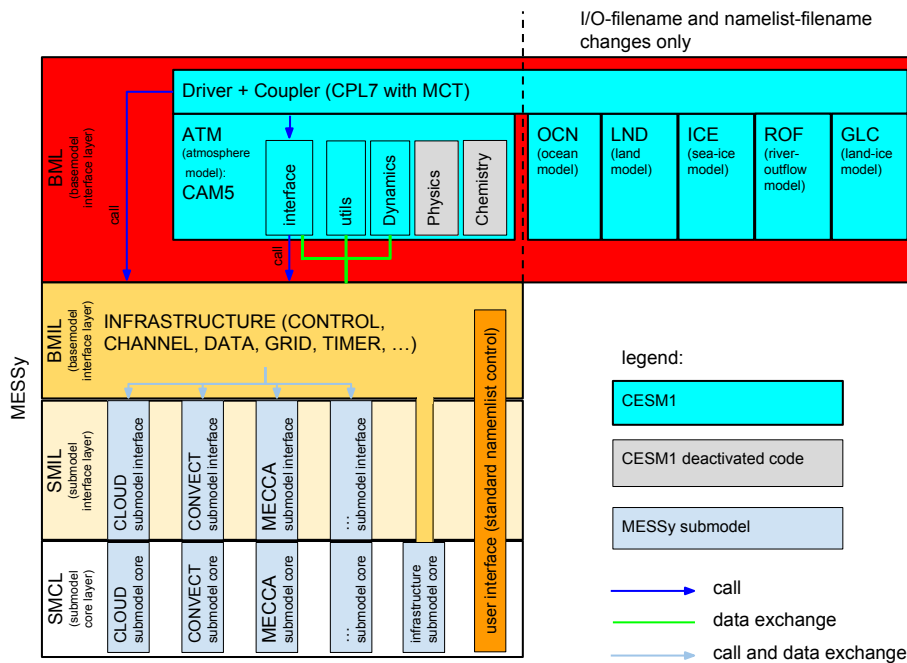 I/O-filename and namelist-filename
changes only
Driver + Coupler (CPL7 with MCT)
ATM
(atmosphere
model):
CAM5
interface
utils
Dynamics
Physics
Chemistry
OCN
(ocean
model)
LND
(land
model)
ICE
(sea-ice
model)
ROF
(river-
outflow
model)
GLC
(land-ice
model)
BML
(basemodel
interface layer)
call
call
MESSy
BMIL
(basemodel
interface layer)
INFRASTRUCTURE (CONTROL,
CHANNEL, DATA, GRID, TIMER, …)
SMIL
(submodel
interface layer)
CLOUD
submodel interface
CONVECT
submodel interface
MECCA
submodel interface
…
submodel interface
SMCL
(submodel
core layer)
CLOUD
submodel core
CONVECT
submodel core
MECCA
submodel core
…
submodel core
infrastructure
submodel core
user interface (standard namemlist control)
legend:
CESM1
CESM1 deactivated code
MESSy submodel
call
data exchange
call and data exchange